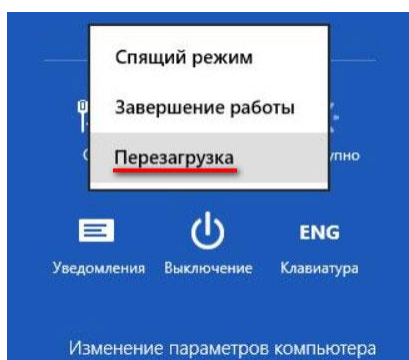 Спящий режим
Завершение работы
Перезагрузка
Уведомления Выключение ENG Клавиатура
Изменение параметров компьютера